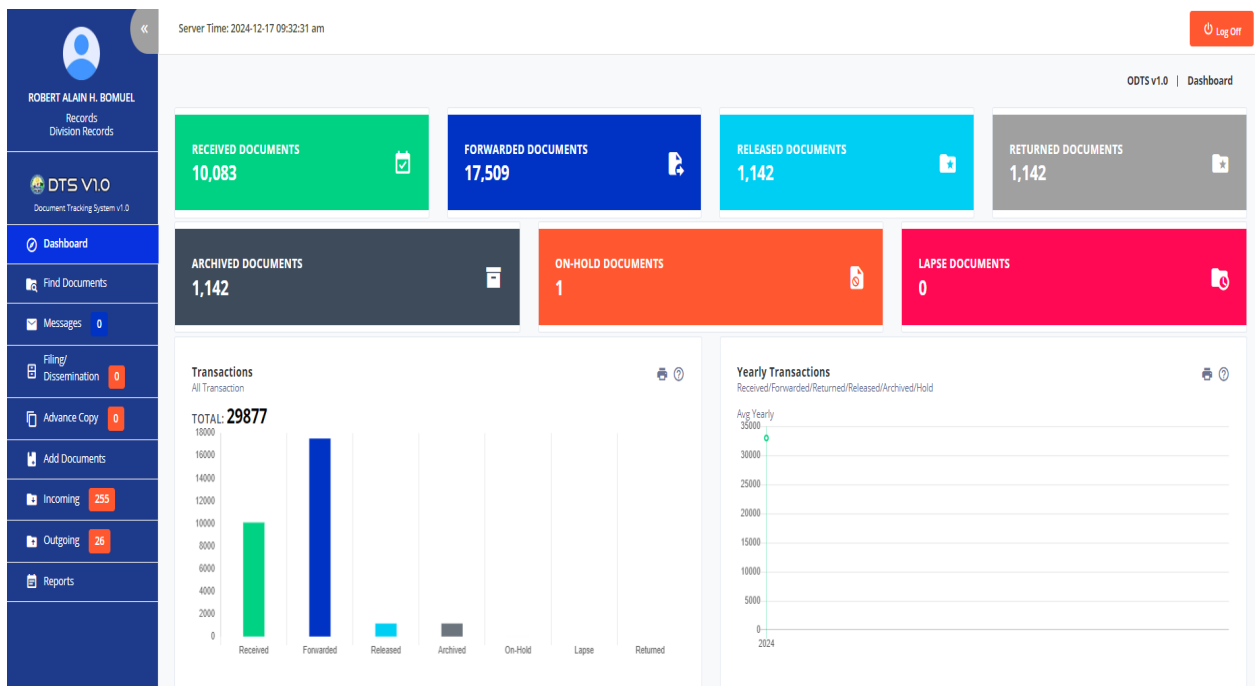 «
Server Time: 2024-12-17 09:32:31 am
Log Off
ROBERT ALAIN H. BOMUEL
Records
Division Records
DTS V1.0
Document Tracking System v1.0
Dashboard
Find Documents
Messages 0
Filing/
Dissemination 0
Advance Copy 0
Add Documents
Incoming 255
Outgoing 26
Reports
ODTS v1.0 | Dashboard
RECEIVED DOCUMENTS
10,083
FORWARDED DOCUMENTS
17,509
RELEASED DOCUMENTS
1,142
RETURNED DOCUMENTS
1,142
ARCHIVED DOCUMENTS
1,142
ON-HOLD DOCUMENTS
1
LAPSE DOCUMENTS
0
Transactions
All Transaction
TOTAL: 29877
18000
16000
14000
12000
10000
8000
6000
4000
2000
0
Received Forwarded Released Archived On-Hold Lapse Returned
Yearly Transactions
Received/Forwarded/Returned/Released/Archived/Hold
Avg Yearly
35000
30000
25000
20000
15000
10000
5000
0
2024